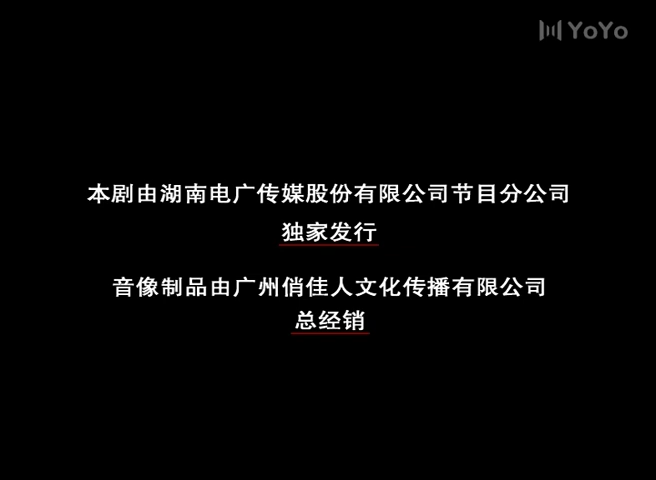 YoYo
本剧由湖南电广传媒股份有限公司节目分公司
独家发行
音像制品由广州俏佳人文化传播有限公司
总经销